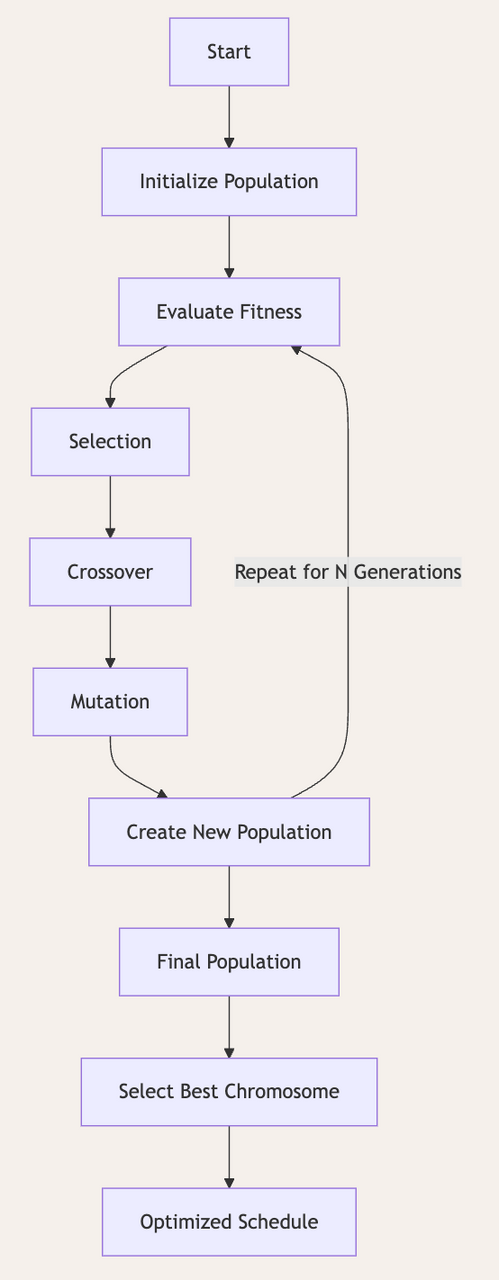 Start
Initialize Population
Evaluate Fitness
Selection
Crossover
Repeat for N Generations
Mutation
Create New Population
Final Population
Select Best Chromosome
Optimized Schedule